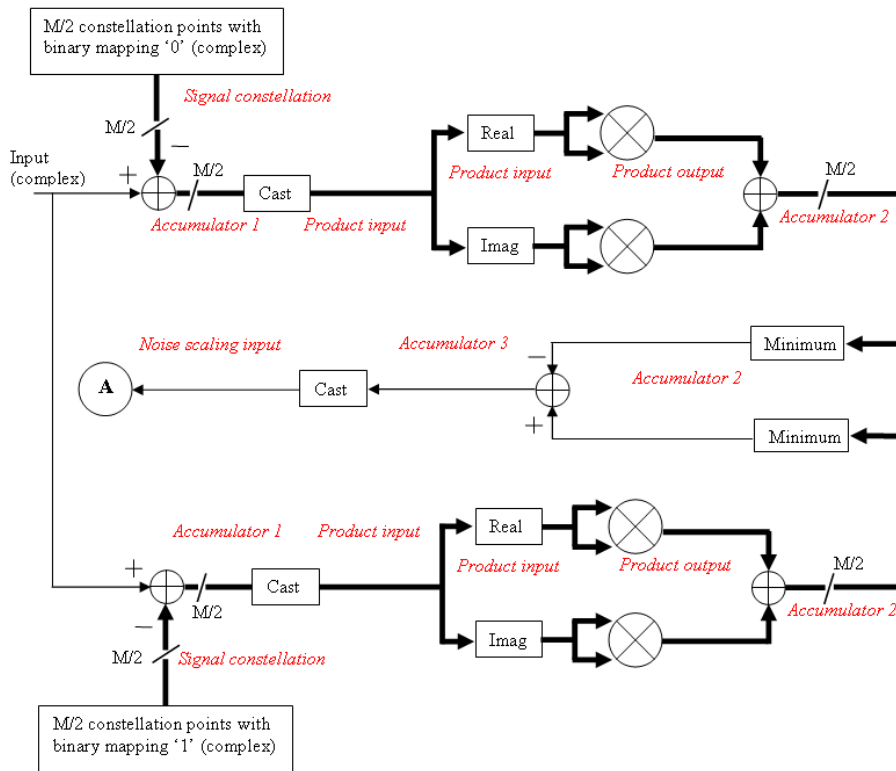 M/2 constellation points with
binary mapping ‘0’ (complex)
Signal constellation
M/2
Input
(complex)
+
−
M/2
Cast
Accumulator 1
Product input
Real
Product input
Product output
Imag
M/2
Accumulator 2
Noise scaling input
Accumulator 3
−
Minimum
A
Cast
Accumulator 2
+
Minimum
Accumulator 1
Product input
Real
Product input
Product output
+
M/2
Cast
M/2
Accumulator 2
−
M/2
Signal constellation
Imag
M/2 constellation points with
binary mapping ‘1’ (complex)